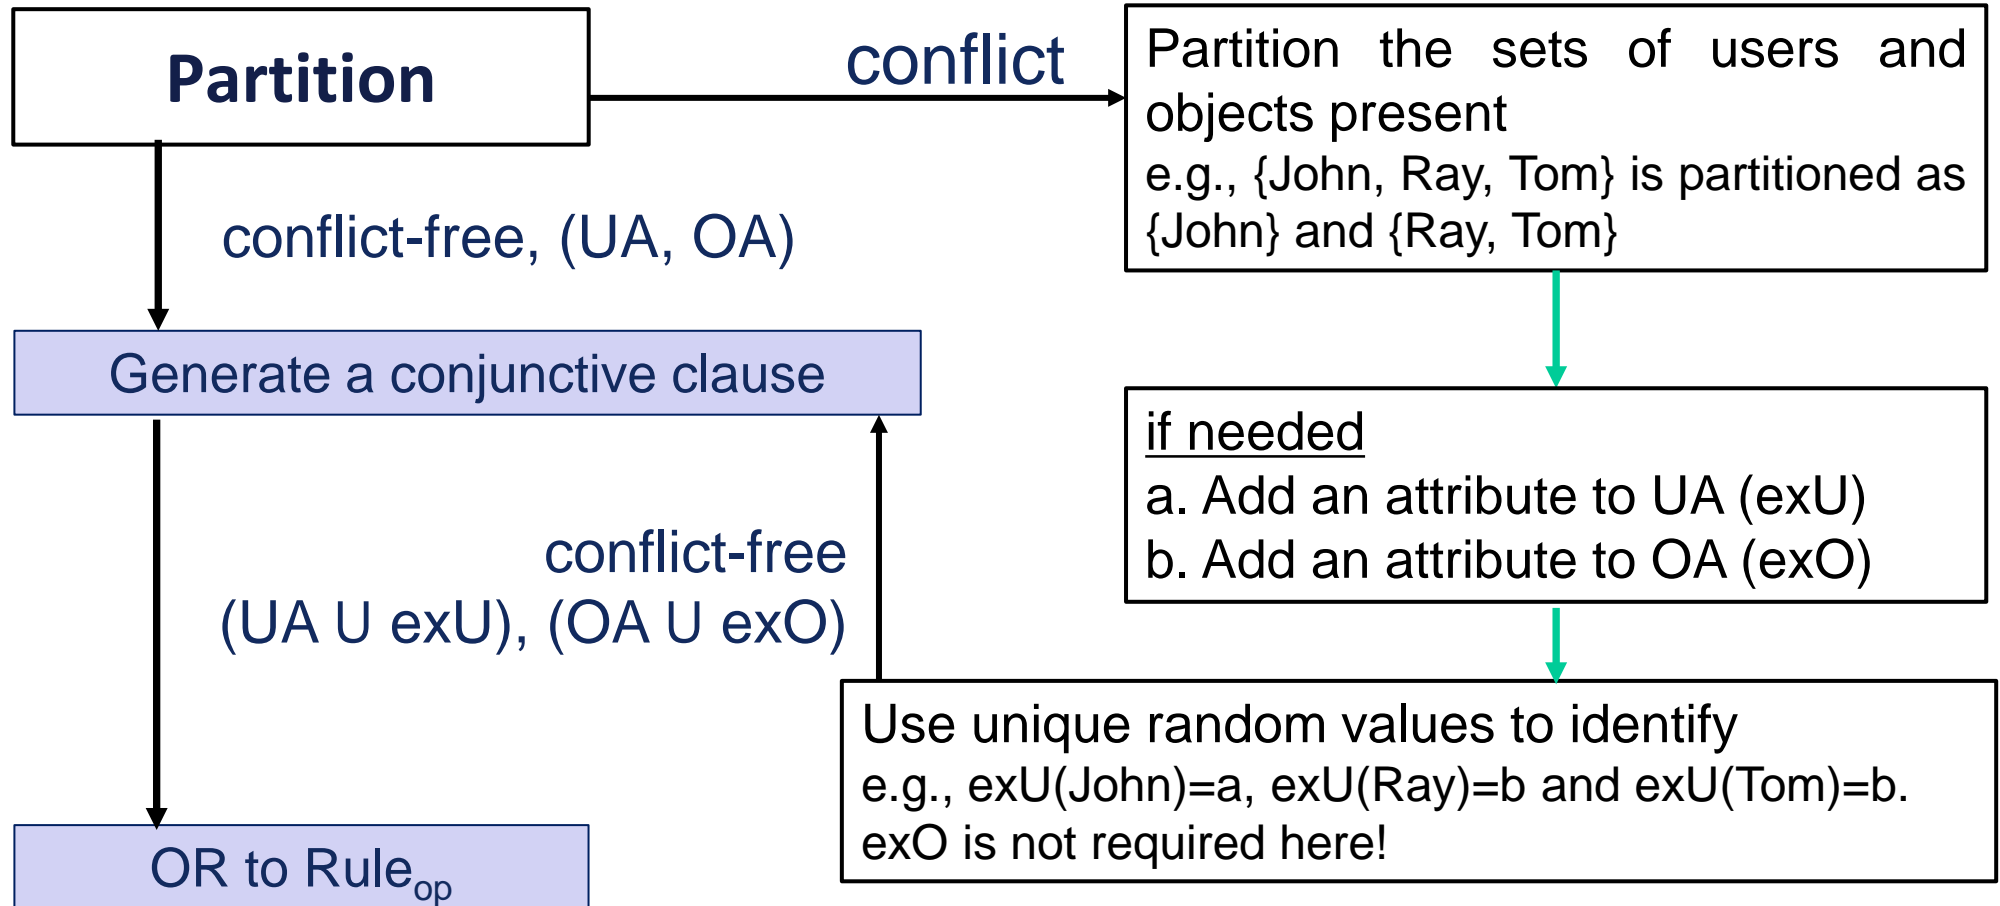 Partition
conflict
Partition the sets of users and
objects present
e.g., {John, Ray, Tom} is partitioned as
{John} and {Ray, Tom}
conflict-free, (UA, OA)
Generate a conjunctive clause
if needed
a. Add an attribute to UA (exU)
b. Add an attribute to OA (exO)
conflict-free
(UA U exU), (OA U exO)
Use unique random values to identify
e.g., exU(John)=a, exU(Ray)=b and exU(Tom)=b.
exO is not required here!
OR to Ruleop